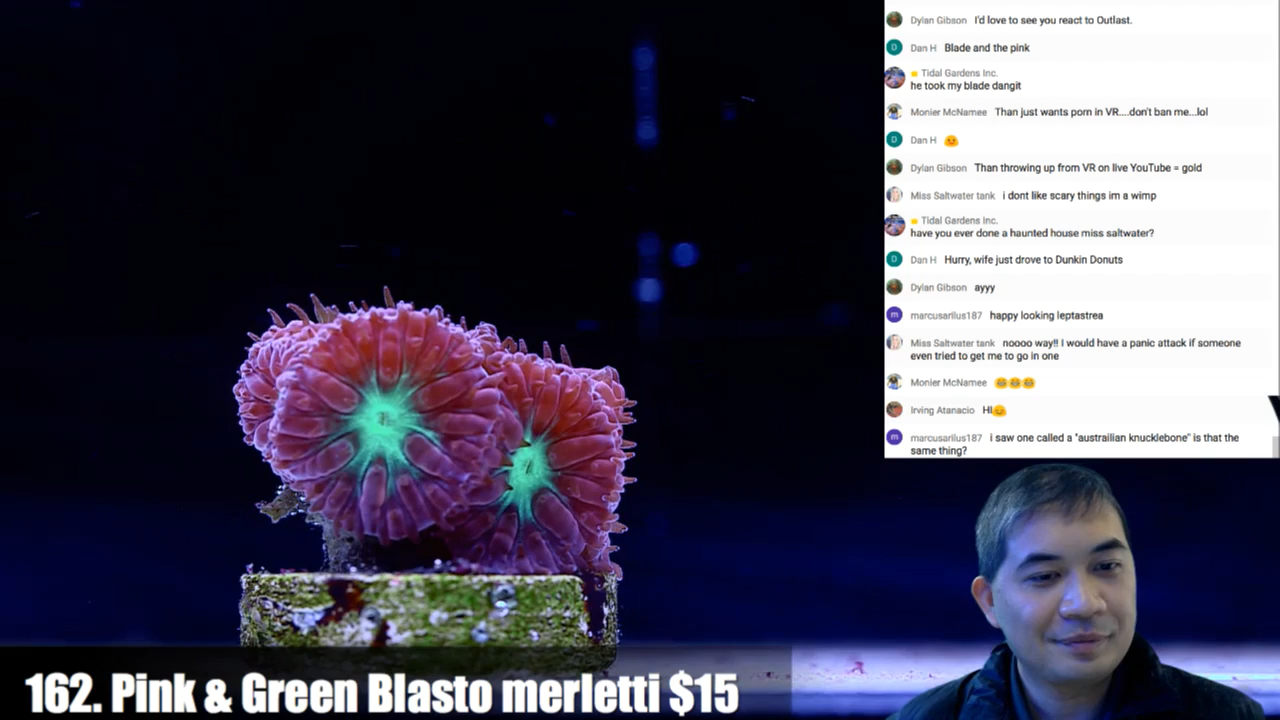 Dylan Gibson I'd love to see you react to Outlast.
D Dan H Blade and the pink
Tidal Gardens Inc.
he took my blade dangit
Monier McNamee Than just wants porn in VR....don't ban me...lol
D Dan H
Dylan Gibson Than throwing up from VR on live YouTube = gold
Miss Saltwater tank i dont like scary things im a wimp
Tidal Gardens Inc.
have you ever done a haunted house miss saltwater?
D Dan H Hurry, wife just drove to Dunkin Donuts
Dylan Gibson ayyy
m marcusarilus187 happy looking leptastrea
Miss Saltwater tank noooo way!! I would have a panic attack if someone
even tried to get me to go in one
Monier McNamee
Irving Atanacio HI
m marcusarilus187 i saw one called a "austrailian knucklebone" is that the
same thing?
162. Pink & Green Blasto merletti $15